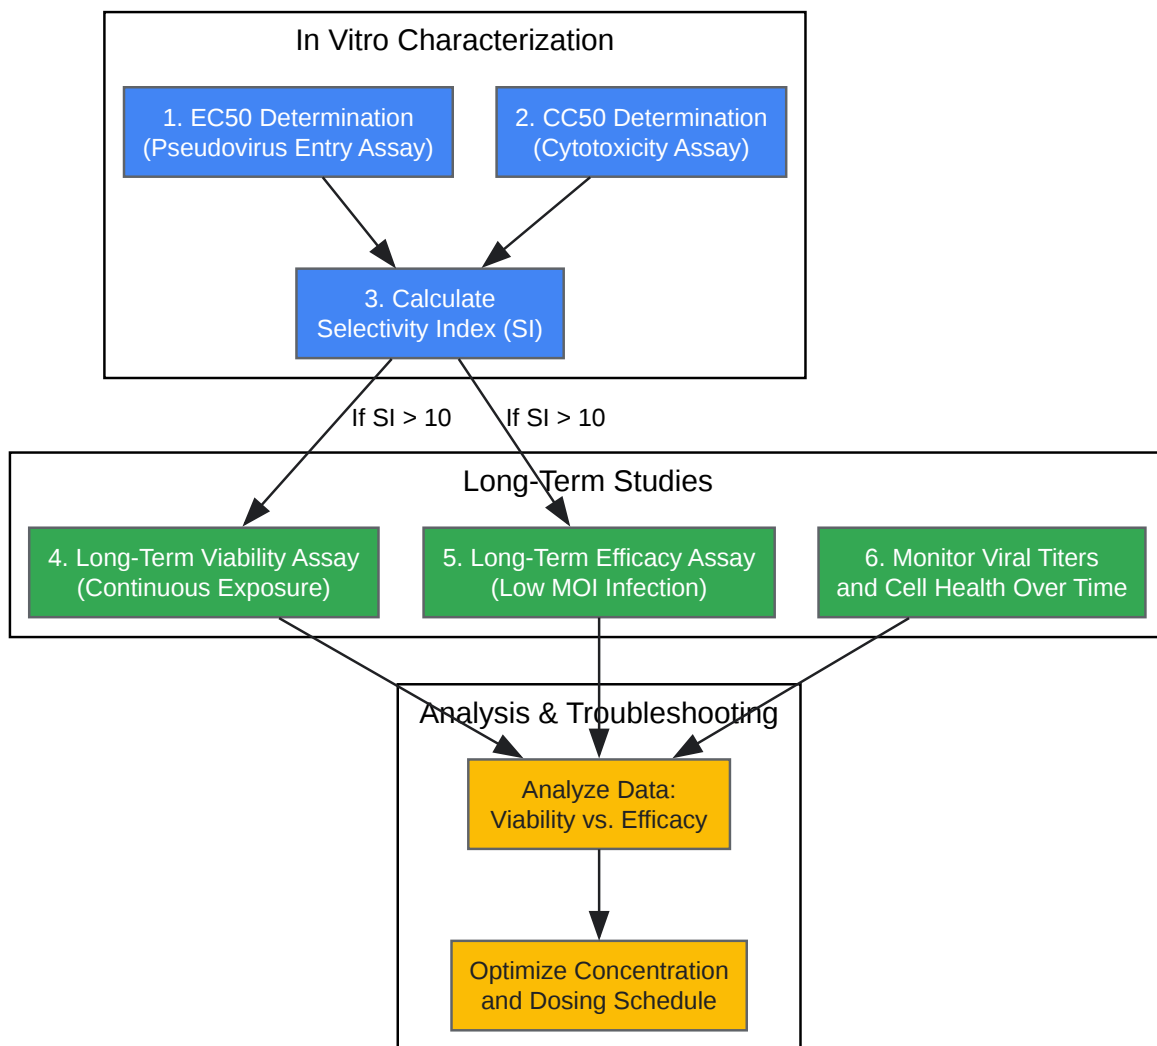 In Vitro Characterization
1. EC50 Determination
(Pseudovirus Entry Assay)
2. CC50 Determination
(Cytotoxicity Assay)
3. Calculate
Selectivity Index (SI)
If SI > 10
If SI > 10
Long-Term Studies
4. Long-Term Viability Assay
(Continuous Exposure)
5. Long-Term Efficacy Assay
(Low MOI Infection)
6. Monitor Viral Titers
and Cell Health Over Time
Analysis & Troubleshooting
Analyze Data:
Viability vs. Efficacy
Optimize Concentration
and Dosing Schedule